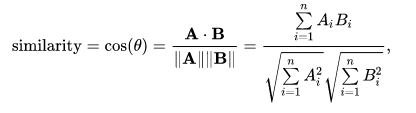 similarity = cos(θ) = A · B / ‖A‖‖B‖ = ∑_{i=1}^{n} A_i B_i / √(∑_{i=1}^{n} A_i^2) √(∑_{i=1}^{n} B_i^2) ,